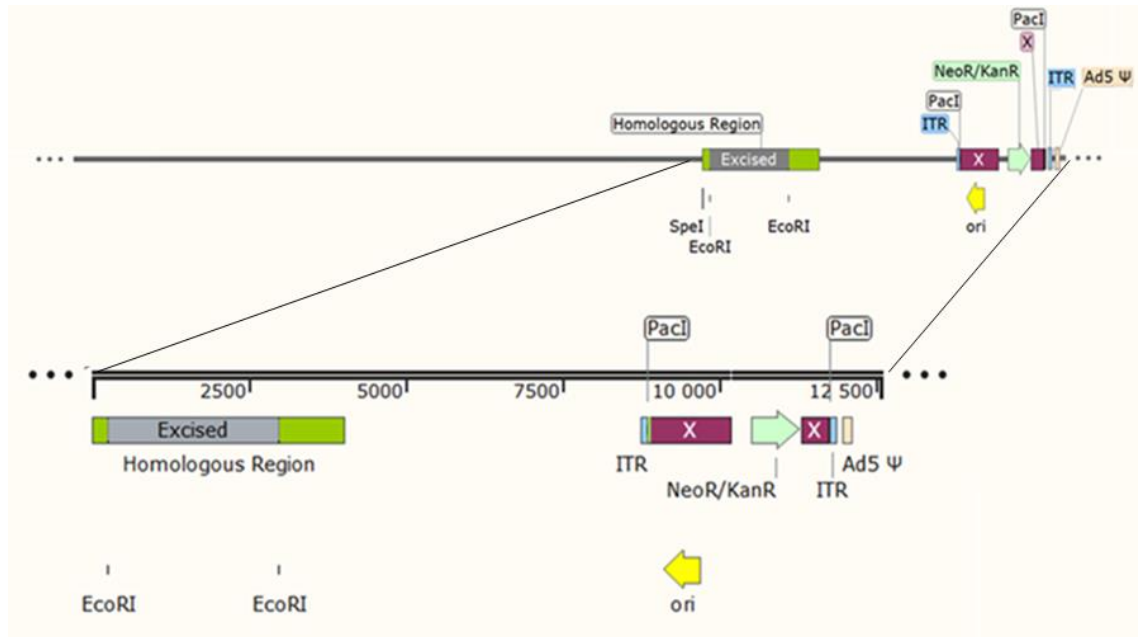 PacI
X
NeoR/KanR
ITR
Ad5 Ψ
PacI
Homologous Region
ITR
Excised
X
SpeI
EcoRI
EcoRI
ori
PacI
PacI
2500
5000
7500
10 000
12 500
Excised
X
X
Homologous Region
ITR
Ad5 Ψ
NeoR/KanR
ITR
EcoRI
EcoRI
ori